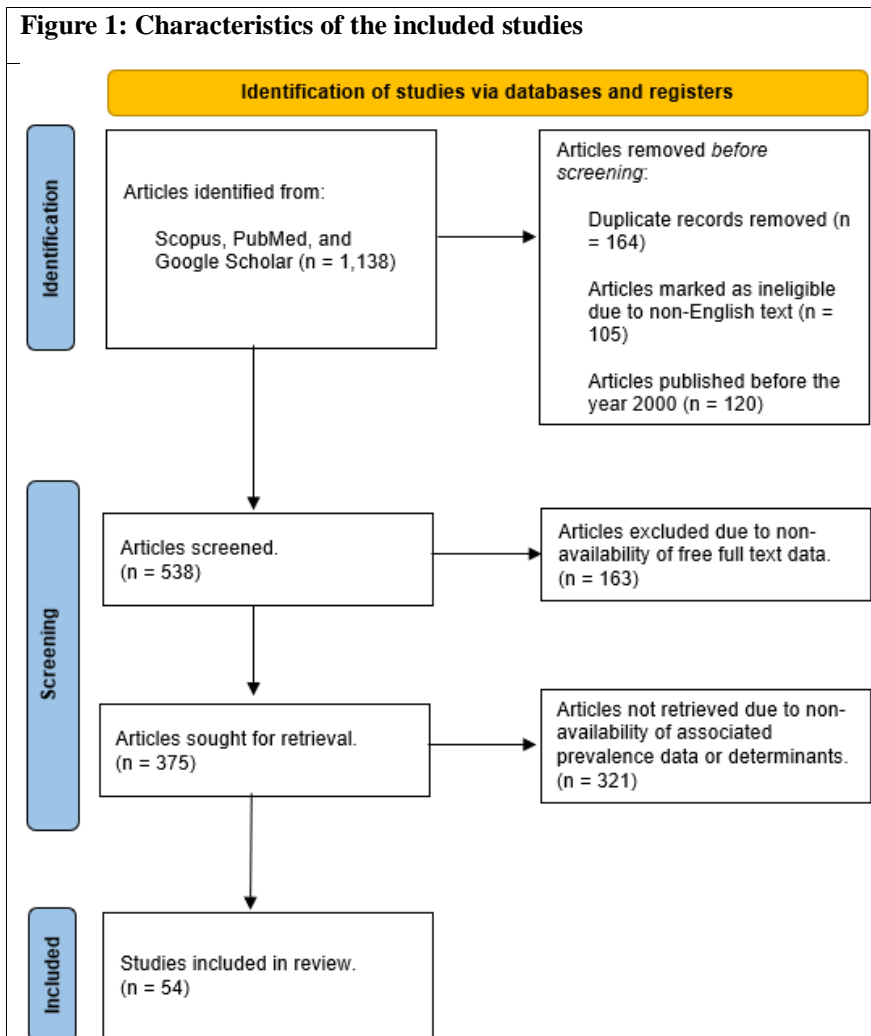 Figure 1: Characteristics of the included studies
Identification of studies via databases and registers
Identification
Articles identified from:
Scopus, PubMed, and
Google Scholar (n = 1,138)
Articles removed before
screening:
Duplicate records removed (n
= 164)
Articles marked as ineligible
due to non-English text (n =
105)
Articles published before the
year 2000 (n = 120)
Screening
Articles screened.
(n = 538)
Articles excluded due to non-
availability of free full text data.
(n = 163)
Articles sought for retrieval.
(n = 375)
Articles not retrieved due to non-
availability of associated
prevalence data or determinants.
(n = 321)
Included
Studies included in review.
(n = 54)